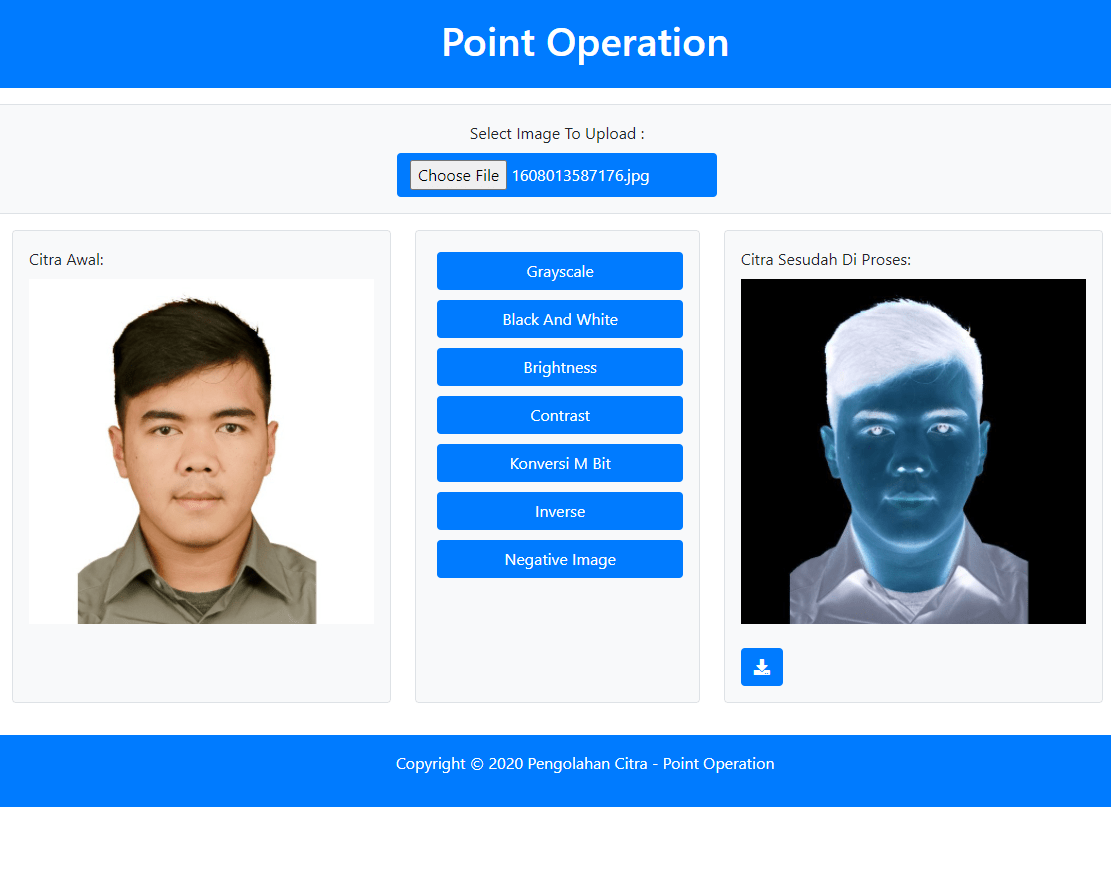 Point Operation
Select Image To Upload :
Choose File 1608013587176.jpg
Citra Awal:
Grayscale
Black And White
Brightness
Contrast
Konversi M Bit
Inverse
Negative Image
Citra Sesudah Di Proses:
Copyright © 2020 Pengolahan Citra - Point Operation